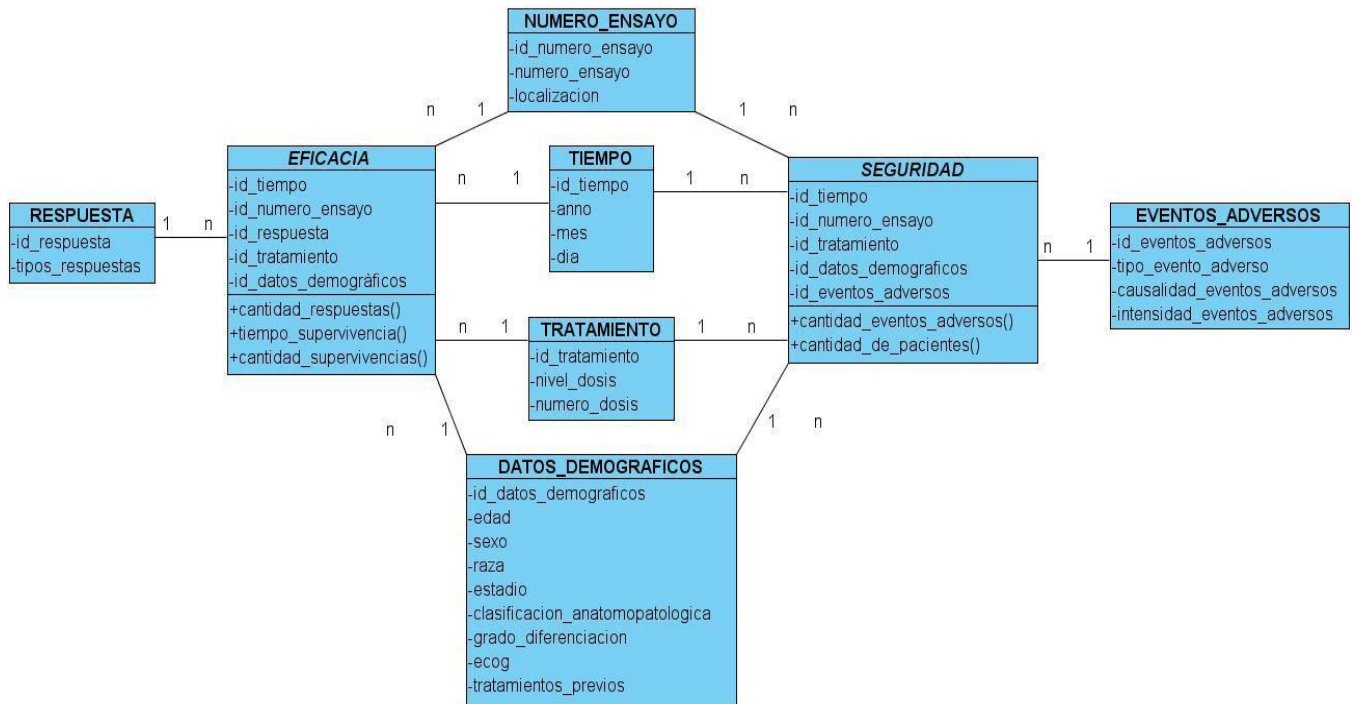 NUMERO_ENSAYO
-id_numero_ensayo
-numero_ensayo
-localizacion
n 1
1 n
EFICACIA
-id_tiempo
-id_numero_ensayo
-id_respuesta
-id_tratamiento
-id_datos_demogràficos
+cantidad_respuestas()
+tiempo_supervivencia()
+cantidad_supervivencias()
TIEMPO
-id_tiempo
-anno
-mes
-dia
n 1
1 n
SEGURIDAD
-id_tiempo
-id_numero_ensayo
-id_tratamiento
-id_datos_demograficos
-id_eventos_adversos
+cantidad_eventos_adversos()
+cantidad_de_pacientes()
RESPUESTA
-id_respuesta
-tipos_respuestas
1 n
EVENTOS_ADVERSOS
-id_eventos_adversos
-tipo_evento_adverso
-causalidad_eventos_adversos
-intensidad_eventos_adversos
n 1
TRATAMIENTO
-id_tratamiento
-nivel_dosis
-numero_dosis
n 1
1 n
n 1
1 n
DATOS_DEMOGRAFICOS
-id_datos_demograficos
-edad
-sexo
-raza
-estadio
-clasificacion_anatomopatologica
-grado_diferenciacion
-ecog
-tratamientos_previos